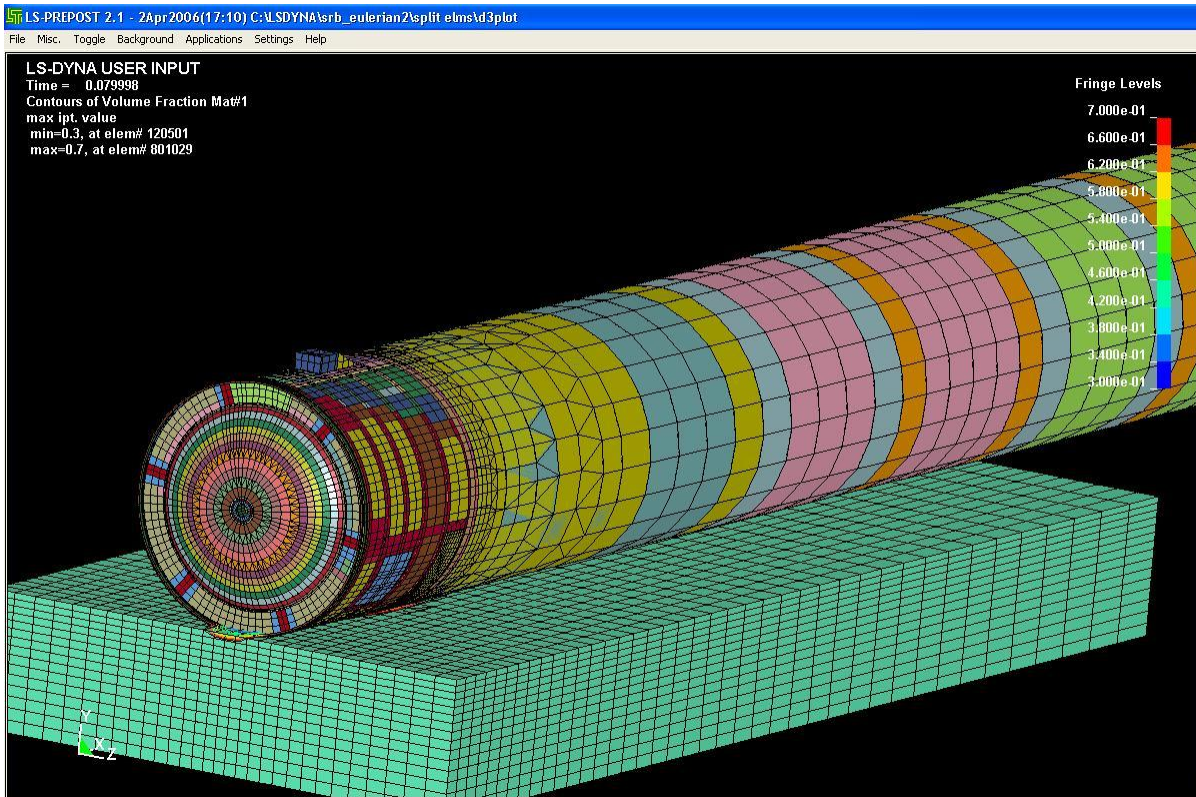 LS-PREPOST 2.1 - 2Apr2006(17:10) C:\LSDYNA\srb_eulerian2\split elms\d3plot
File Misc. Toggle Background Applications Settings Help
LS-DYNA USER INPUT
Time = 0.079998
Contours of Volume Fraction Mat#1
max ipt. value
min=0.3, at elem# 120501
max=0.7, at elem# 801029
Fringe Levels
7.000e-01
6.600e-01
6.200e-01
5.800e-01
5.400e-01
5.000e-01
4.600e-01
4.200e-01
3.800e-01
3.400e-01
3.000e-01
Y
X
Z